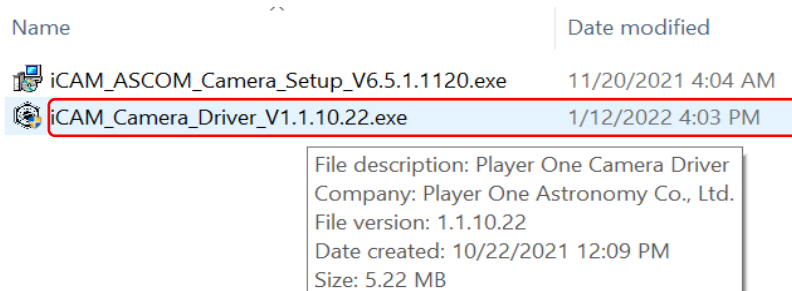 Name Date modified
iCAM_ASCOM_Camera_Setup_V6.5.1.1120.exe 11/20/2021 4:04 AM
iCAM_Camera_Driver_V1.1.10.22.exe 1/12/2022 4:03 PM
File description: Player One Camera Driver
Company: Player One Astronomy Co., Ltd.
File version: 1.1.10.22
Date created: 10/22/2021 12:09 PM
Size: 5.22 MB